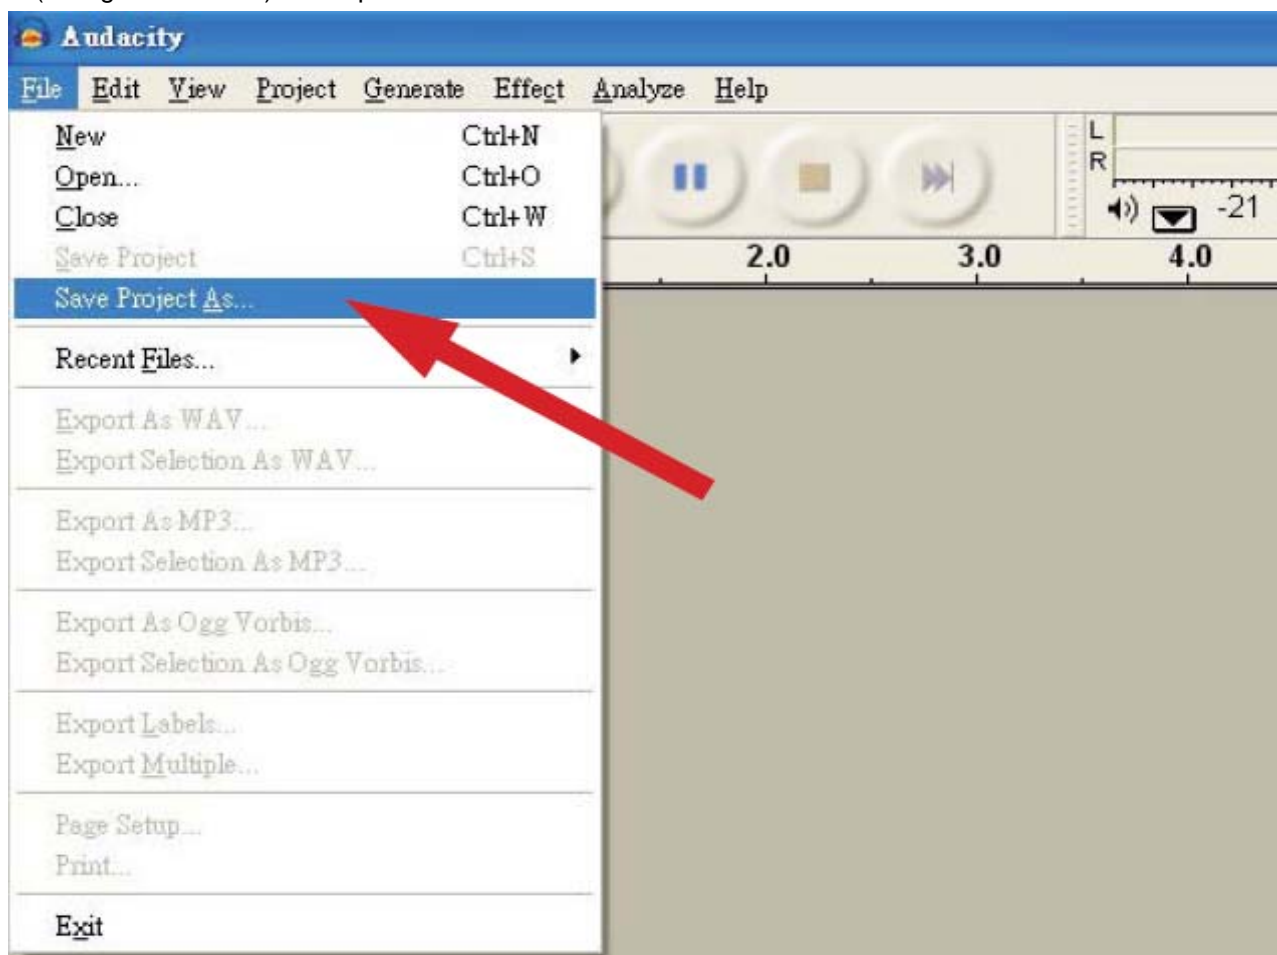 Audacity
File Edit View Project Generate Effect Analyze Help
New Ctrl+N
Open... Ctrl+O
Close Ctrl+W
Save Project Ctrl+S
Save Project As...
Recent Files...
Export As WAV...
Export Selection As WAV...
Export As MP3...
Export Selection As MP3...
Export As Ogg Vorbis...
Export Selection As Ogg Vorbis...
Export Labels...
Export Multiple...
Page Setup...
Print...
Exit
L
R
-21
2.0 3.0 4.0